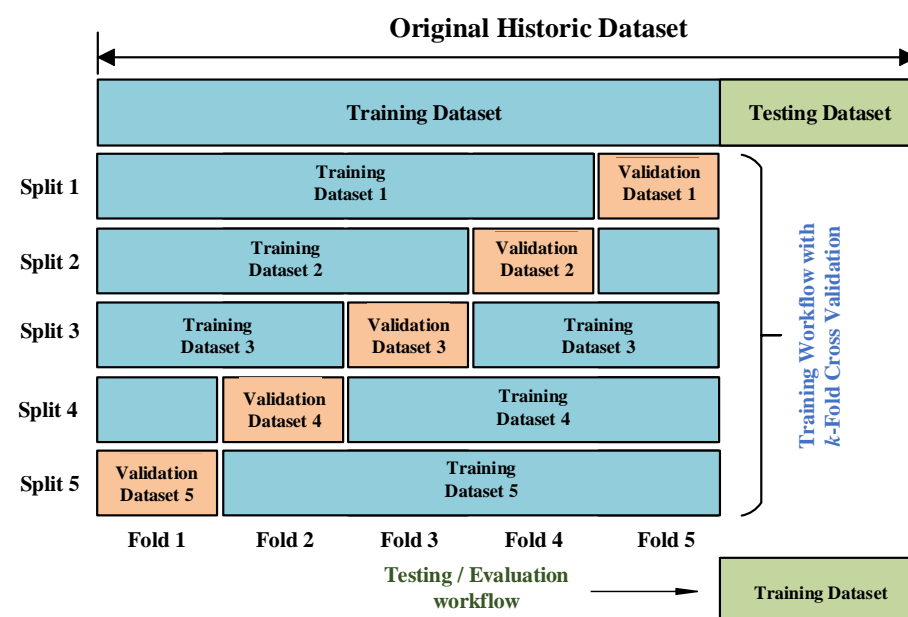 Original Historic Dataset
Training Dataset
Testing Dataset
Split 1
Training
Dataset 1
Validation
Dataset 1
Split 2
Training
Dataset 2
Validation
Dataset 2
Split 3
Training
Dataset 3
Validation
Dataset 3
Training
Dataset 3
Split 4
Validation
Dataset 4
Training
Dataset 4
Split 5
Validation
Dataset 5
Training
Dataset 5
Training Workflow with
k-Fold Cross Validation
Fold 1
Fold 2
Fold 3
Fold 4
Fold 5
Testing / Evaluation
workflow
Training Dataset